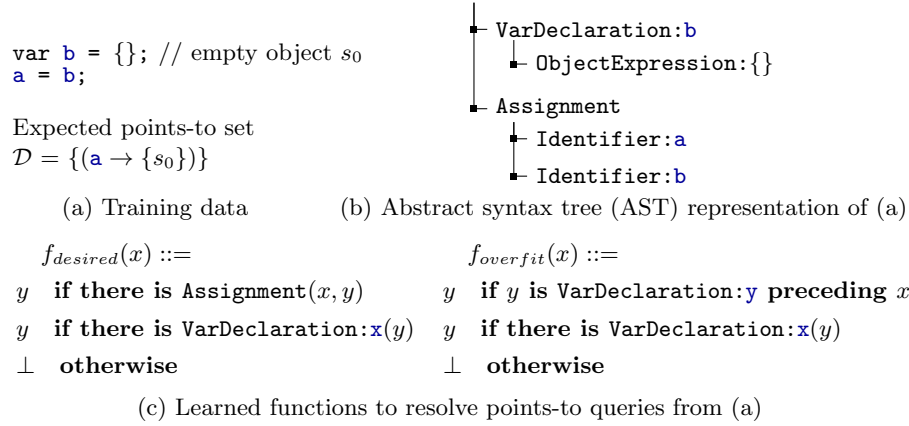 var b = {}; // empty object s₀
a = b;
Expected points-to set
𝒟 = {(a → {s₀})}
(a) Training data
VarDeclaration:b
ObjectExpression:{}
Assignment
Identifier:a
Identifier:b
(b) Abstract syntax tree (AST) representation of (a)
f_desired(x) ::=
y if there is Assignment(x, y)
y if there is VarDeclaration:x(y)
⊥ otherwise
f_overfit(x) ::=
y if y is VarDeclaration:y preceding x
y if there is VarDeclaration:x(y)
⊥ otherwise
(c) Learned functions to resolve points-to queries from (a)